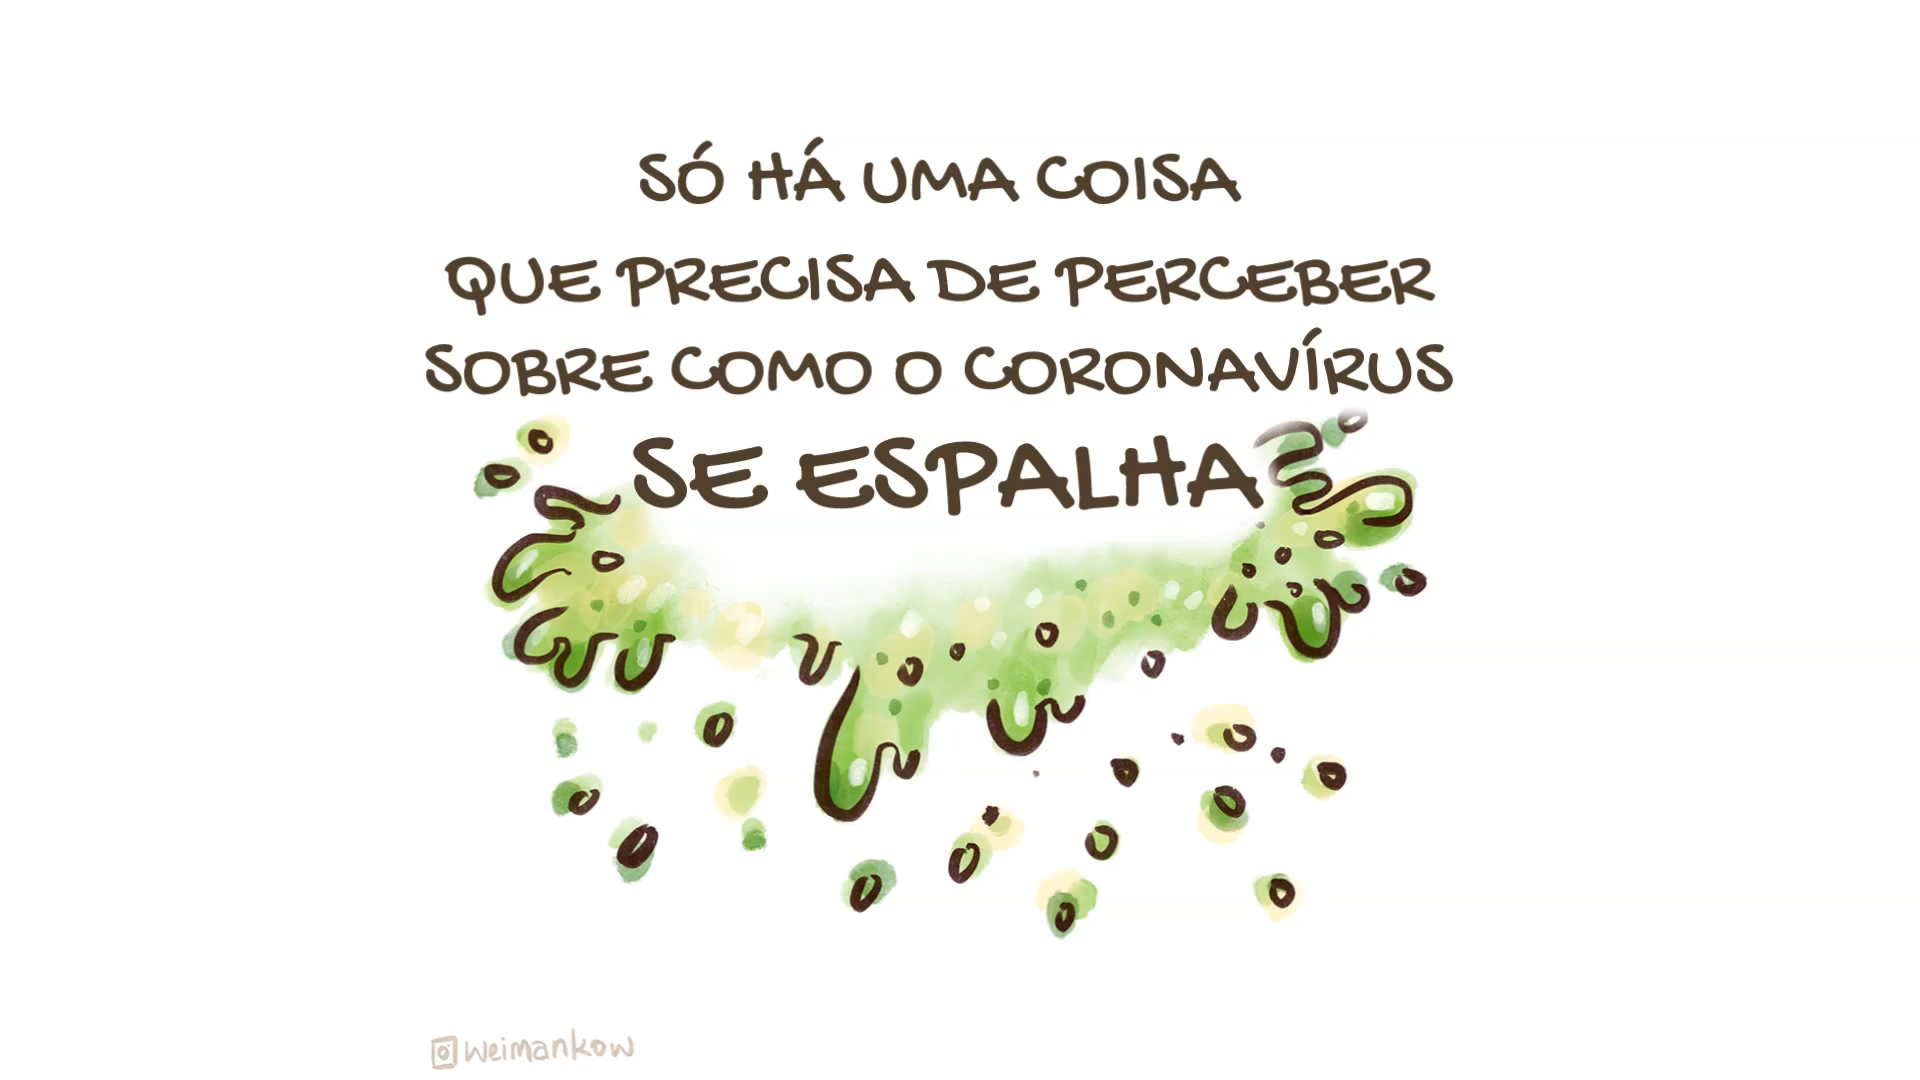 SÓ HÁ UMA COISA
QUE PRECISA DE PERCEBER
SOBRE COMO O CORONAVÍRUS
SE ESPALHA
weimankow